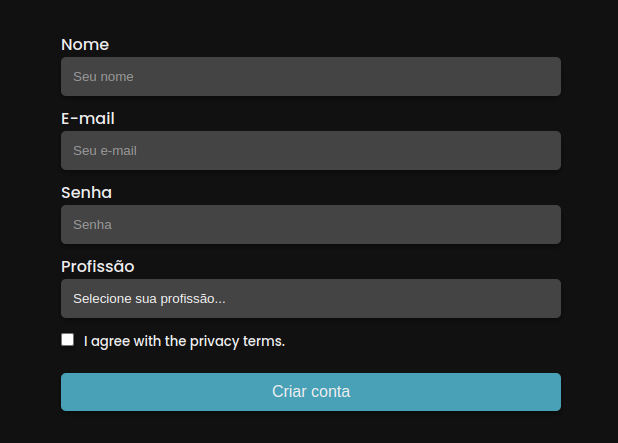 Nome
Seu nome
E-mail
Seu e-mail
Senha
Senha
Profissão
Selecione sua profissão...
I agree with the privacy terms.
Criar conta